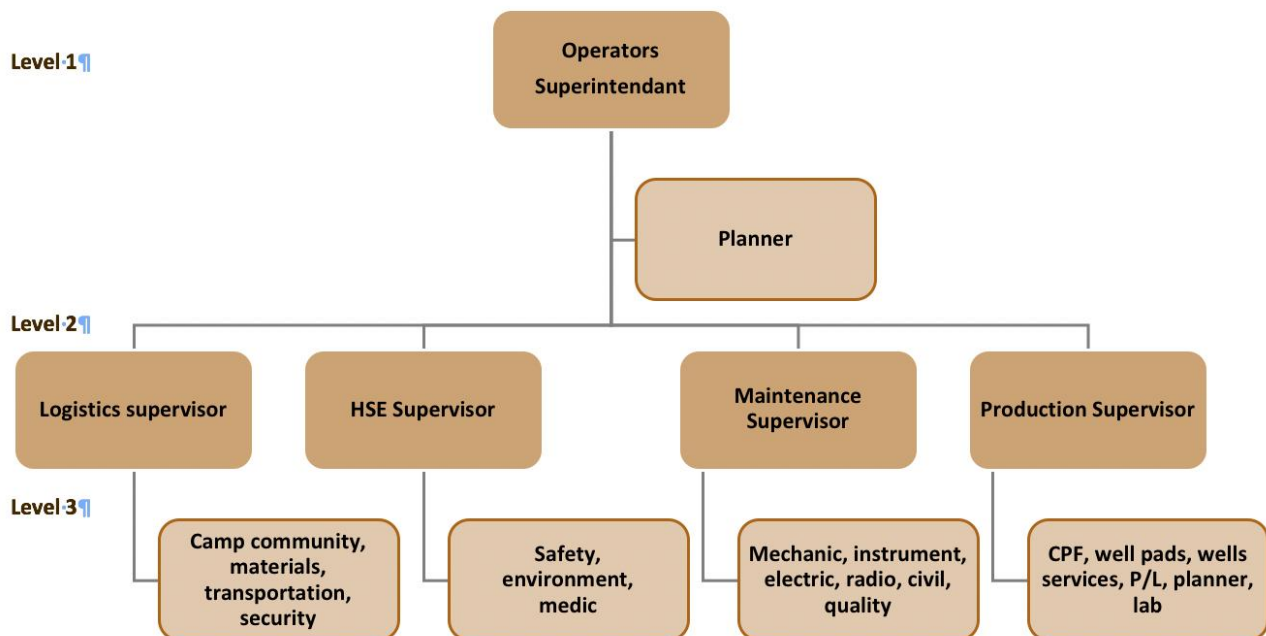 Level·1¶
Operators
Superintendant
Planner
Level·2¶
Logistics supervisor
HSE Supervisor
Maintenance
Supervisor
Production Supervisor
Level·3¶
Camp community,
materials,
transportation,
security
Safety,
environment,
medic
Mechanic, instrument,
electric, radio, civil,
quality
CPF, well pads, wells
services, P/L, planner,
lab